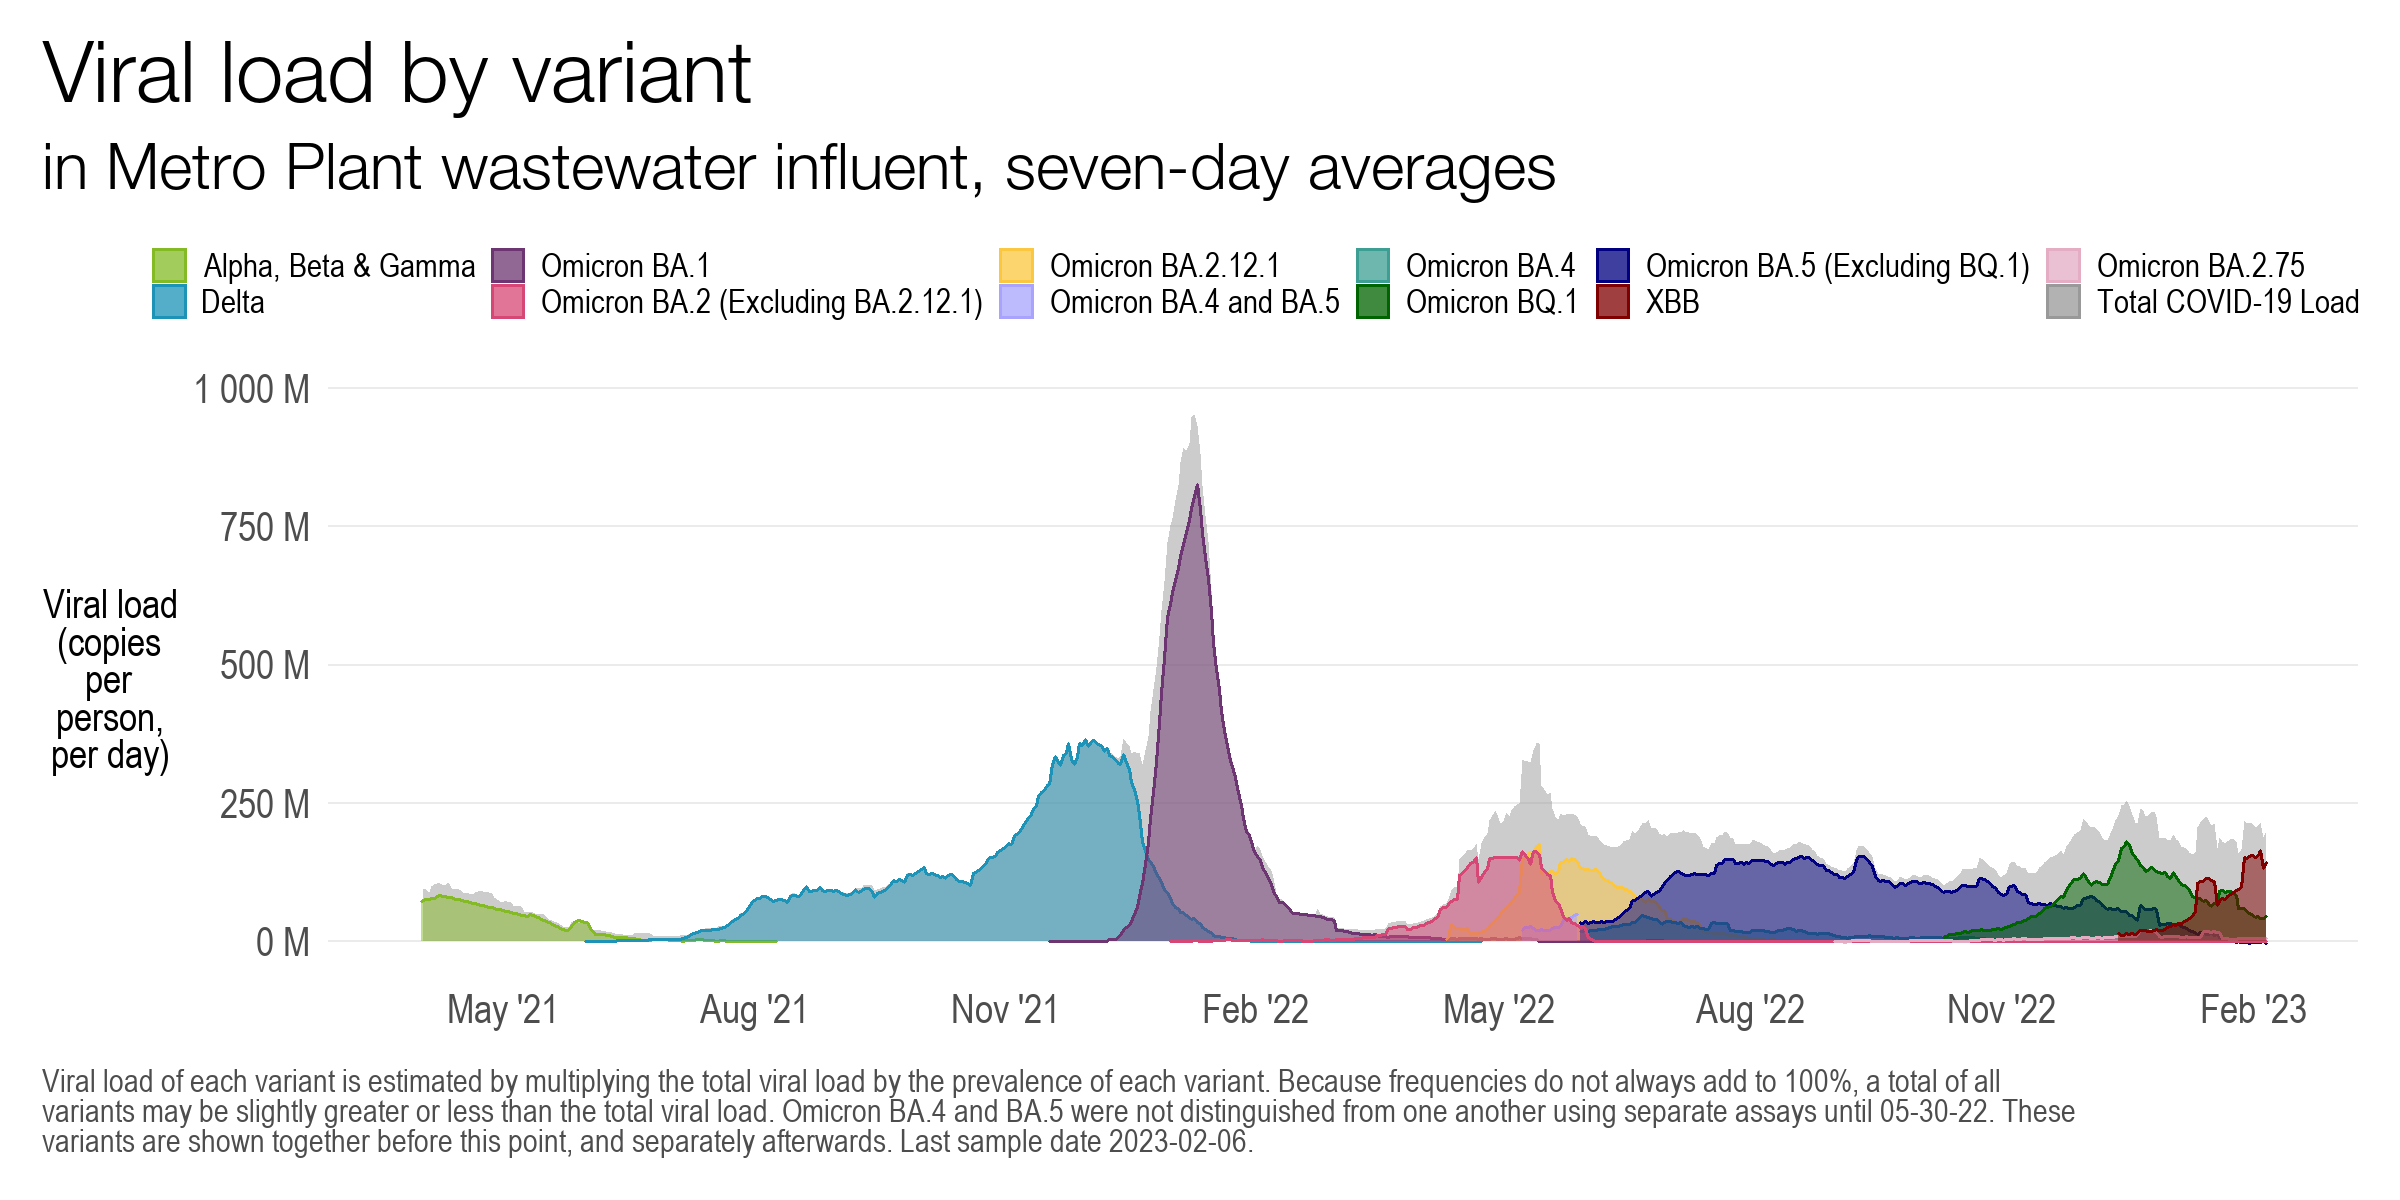 Viral load by variant
in Metro Plant wastewater influent, seven-day averages
Alpha, Beta & Gamma
Omicron BA.1
Omicron BA.2.12.1
Omicron BA.4
Omicron BA.5 (Excluding BQ.1)
Omicron BA.2.75
Delta
Omicron BA.2 (Excluding BA.2.12.1)
Omicron BA.4 and BA.5
Omicron BQ.1
XBB
Total COVID-19 Load
1 000 M
750 M
500 M
250 M
0 M
Viral load
(copies
per
person,
per day)
May '21
Aug '21
Nov '21
Feb '22
May '22
Aug '22
Nov '22
Feb '23
Viral load of each variant is estimated by multiplying the total viral load by the prevalence of each variant. Because frequencies do not always add to 100%, a total of all
variants may be slightly greater or less than the total viral load. Omicron BA.4 and BA.5 were not distinguished from one another using separate assays until 05-30-22. These
variants are shown together before this point, and separately afterwards. Last sample date 2023-02-06.